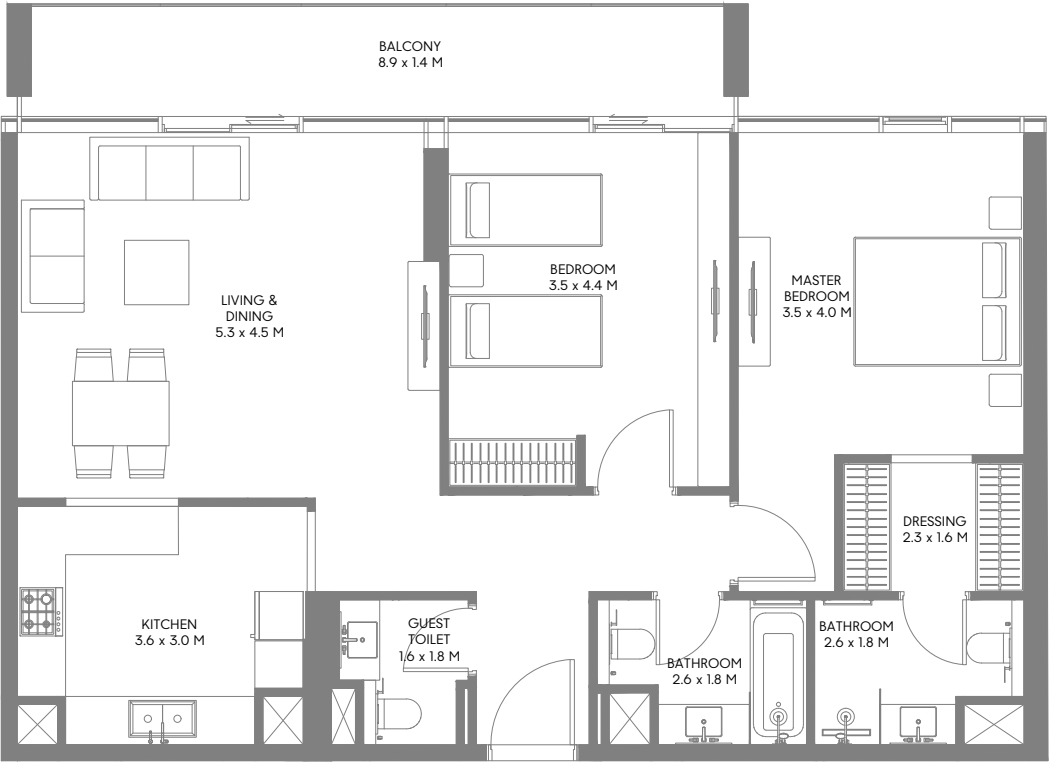 BALCONY
8.9 x 1.4 M
BEDROOM
3.5 x 4.4 M
MASTER
BEDROOM
3.5 x 4.0 M
LIVING &
DINING
5.3 x 4.5 M
DRESSING
2.3 x 1.6 M
KITCHEN
3.6 x 3.0 M
GUEST
TOILET
1.6 x 1.8 M
BATHROOM
2.6 x 1.8 M
BATHROOM
2.6 x 1.8 M